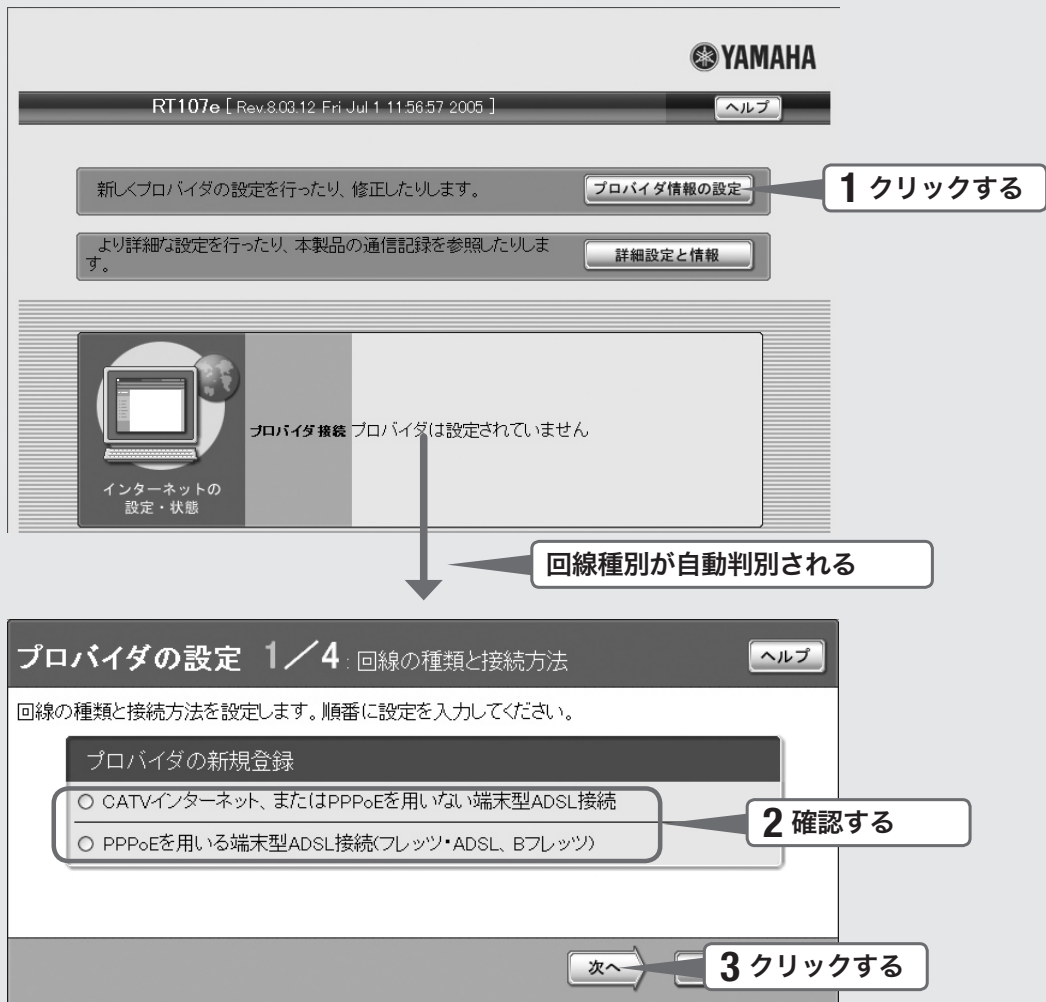 YAMAHA
RT107e [ Rev.8.03.12 Fri Jul 1 11:56:57 2005 ]
ヘルプ
新しくプロバイダの設定を行ったり、修正したりします。
プロバイダ情報の設定
1 クリックする
より詳細な設定を行ったり、本製品の通信記録を参照したりしま
す。
詳細設定と情報
プロバイダ接続 プロバイダは設定されていません
インターネットの
設定・状態
回線種別が自動判別される
プロバイダの設定 1/4 : 回線の種類と接続方法
ヘルプ
回線の種類と接続方法を設定します。順番に設定を入力してください。
プロバイダの新規登録
CATVインターネット、またはPPPoEを用いない端末型ADSL接続
PPPoEを用いる端末型ADSL接続(フレッツ・ADSL、Bフレッツ)
2 確認する
次へ
3 クリックする